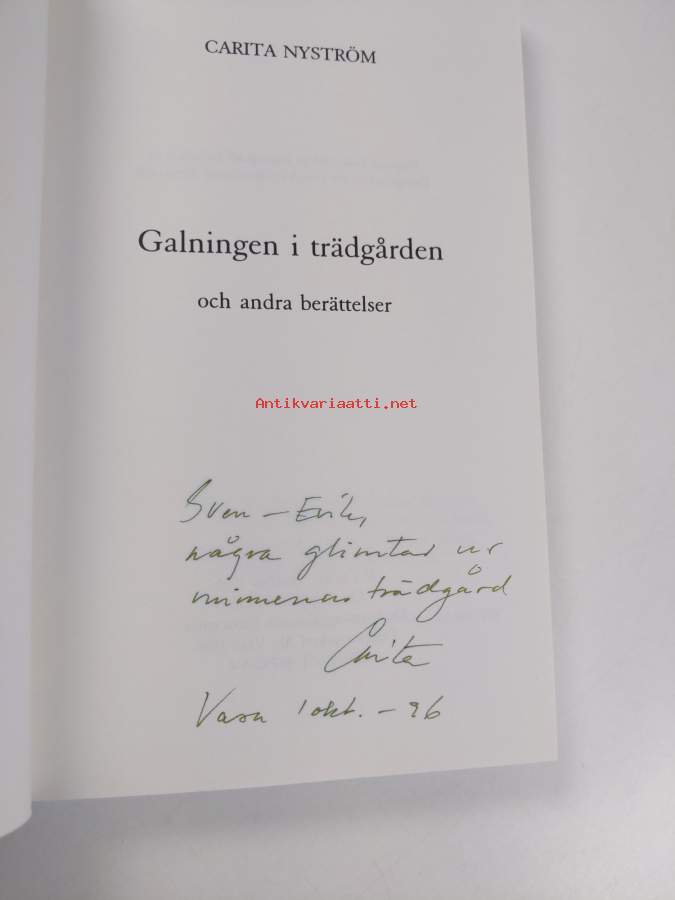 CARITA NYSTRÖM
Galningen i trädgården
och andra berättelser
Antikvariaatti.net
Sven-Erik,
några glimtar ur
minnenas trädgård
Carita
Vasa 1 okt. -96